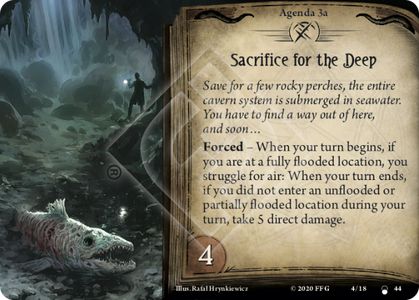 Agenda 3a
Sacrifice for the Deep
Save for a few rocky perches, the entire
cavern system is submerged in seawater.
You have to find a way out of here,
and soon…
Forced – When your turn begins, if
you are at a fully flooded location, you
struggle for air: When your turn ends,
if you did not enter an unflooded or
partially flooded location during your
turn, take 5 direct damage.
4
Illus. Rafał Hrynkiewicz
© 2020 FFG
4/18
44